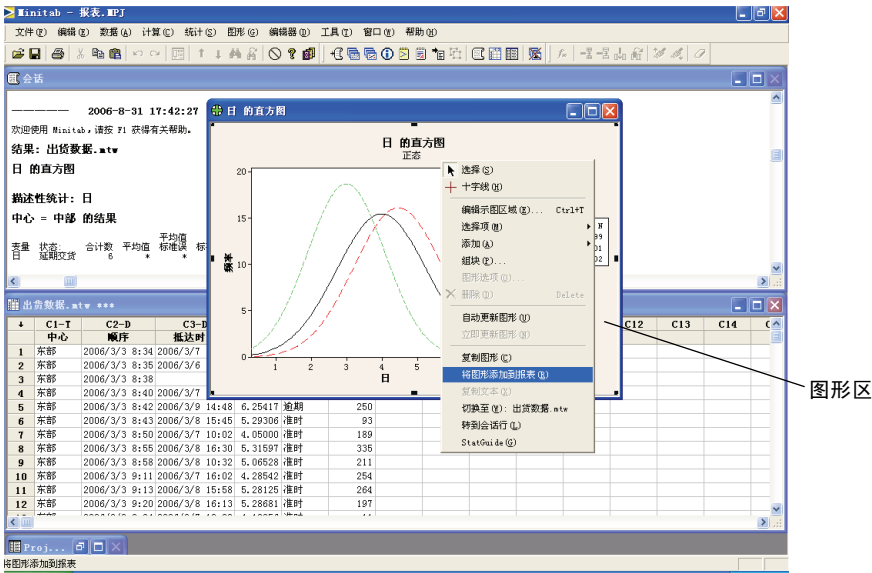 Minitab - 报表.MPJ
文件(F) 编辑(E) 数据(A) 计算(C) 统计(S) 图形(G) 编辑器(D) 工具(T) 窗口(W) 帮助(H)
会话
———————— 2006-8-31 17:42:27
欢迎使用 Minitab,请按 F1 获得有关帮助。
结果: 出货数据.mtw
日 的直方图
描述性统计: 日
中心 = 中部 的结果
平均值
变量 状态: 合计数 平均值 标准误 标
日 延期交货 6 * *
日 的直方图
日 的直方图
正态
20
15
10
5
0
频率
1 2 3 4 5
日
N
99
01
02
选择(S)
十字线(H)
编辑示图区域(E)... Ctrl+T
选择项(M)
添加(A)
组块(P)...
图形选项(O)...
删除(D) Delete
自动更新图形(U)
立即更新图形(N)
复制图形(C)
将图形添加到报表(R)
复制文本(X)
切换至(W): 出货数据.mtw
转到会话行(L)
StatGuide(G)
图形区
出货数据.mtw ***
↓ C1-T C2-D C3-D C12 C13 C14 C
中心 顺序 抵达时
1 东部 2006/3/3 8:34 2006/3/7
2 东部 2006/3/3 8:35 2006/3/6
3 东部 2006/3/3 8:38
4 东部 2006/3/3 8:40 2006/3/7
5 东部 2006/3/3 8:42 2006/3/9 14:48 6.25417 逾期 250
6 东部 2006/3/3 8:43 2006/3/8 15:45 5.29306 准时 93
7 东部 2006/3/3 8:50 2006/3/7 10:02 4.05000 准时 189
8 东部 2006/3/3 8:55 2006/3/8 16:30 5.31597 准时 335
9 东部 2006/3/3 8:58 2006/3/8 10:32 5.06528 准时 211
10 东部 2006/3/3 9:11 2006/3/7 16:02 4.28542 准时 254
11 东部 2006/3/3 9:13 2006/3/8 15:58 5.28125 准时 264
12 东部 2006/3/3 9:20 2006/3/8 16:13 5.28681 准时 197
Proj...
将图形添加到报表